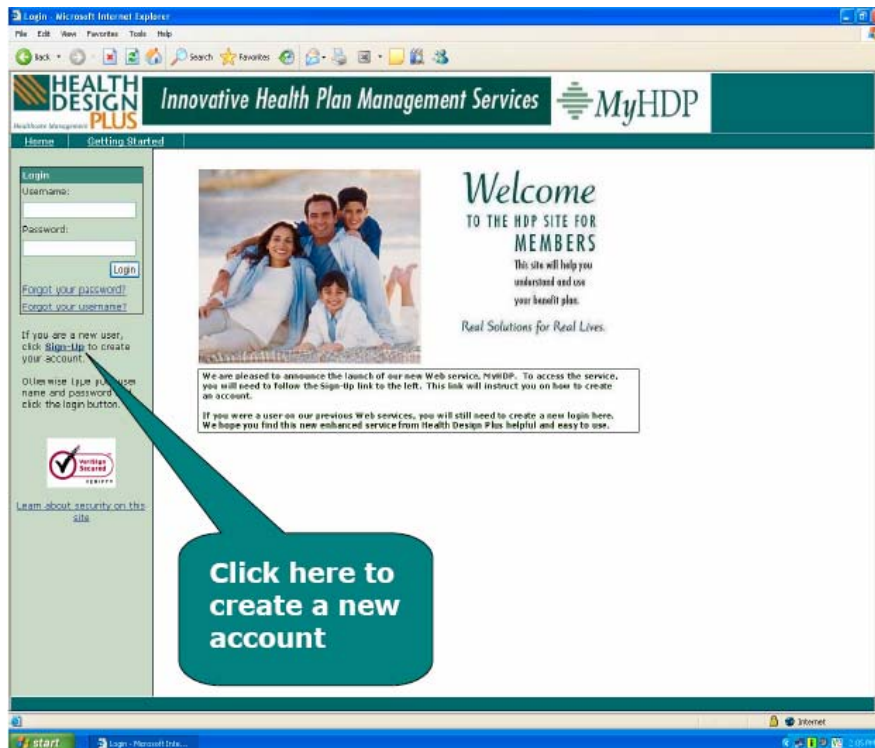 Login - Microsoft Internet Explorer
File Edit View Favorites Tools Help
Back Search Favorites
HEALTH
DESIGN
PLUS
Healthcare Management
Innovative Health Plan Management Services
MyHDP
Home Getting Started
Login
Username:
Password:
Login
Forgot your password?
Forgot your username?
If you are a new user,
click Sign-Up to create
your account.
Otherwise type your user
name and password
click the login button.
VeriSign
Secured
VERIFY
Learn about security on this
site
Welcome
TO THE HDP SITE FOR
MEMBERS
This site will help you
understand and use
your benefit plan.
Real Solutions for Real Lives.
We are pleased to announce the launch of our new Web service, MyHDP. To access the service,
you will need to follow the Sign-Up link to the left. This link will instruct you on how to create
an account.
If you were a user on our previous Web services, you will still need to create a new login here.
We hope you find this new enhanced service from Health Design Plus helpful and easy to use.
Click here to
create a new
account
Internet
start Login - Microsoft Inte...
2:05 PM